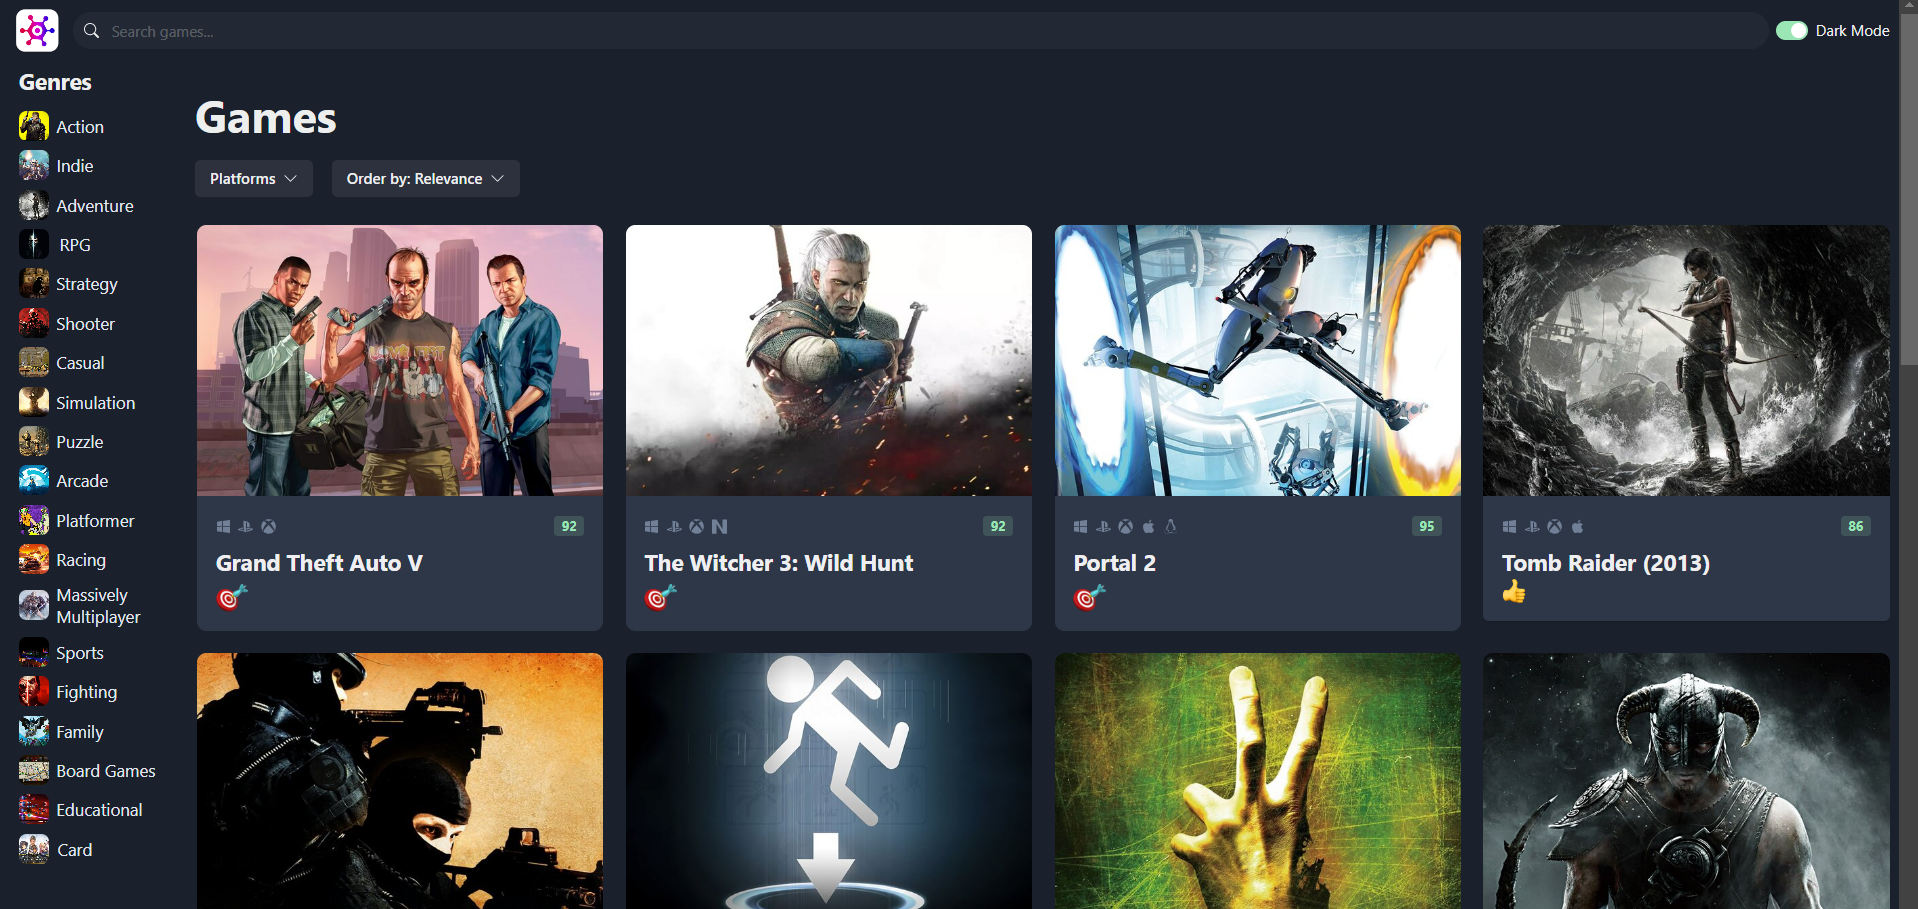 Search games...
Dark Mode
Genres
Action
Indie
Adventure
RPG
Strategy
Shooter
Casual
Simulation
Puzzle
Arcade
Platformer
Racing
Massively
Multiplayer
Sports
Fighting
Family
Board Games
Educational
Card
Games
Platforms
Order by: Relevance
92
Grand Theft Auto V
92
The Witcher 3: Wild Hunt
95
Portal 2
86
Tomb Raider (2013)